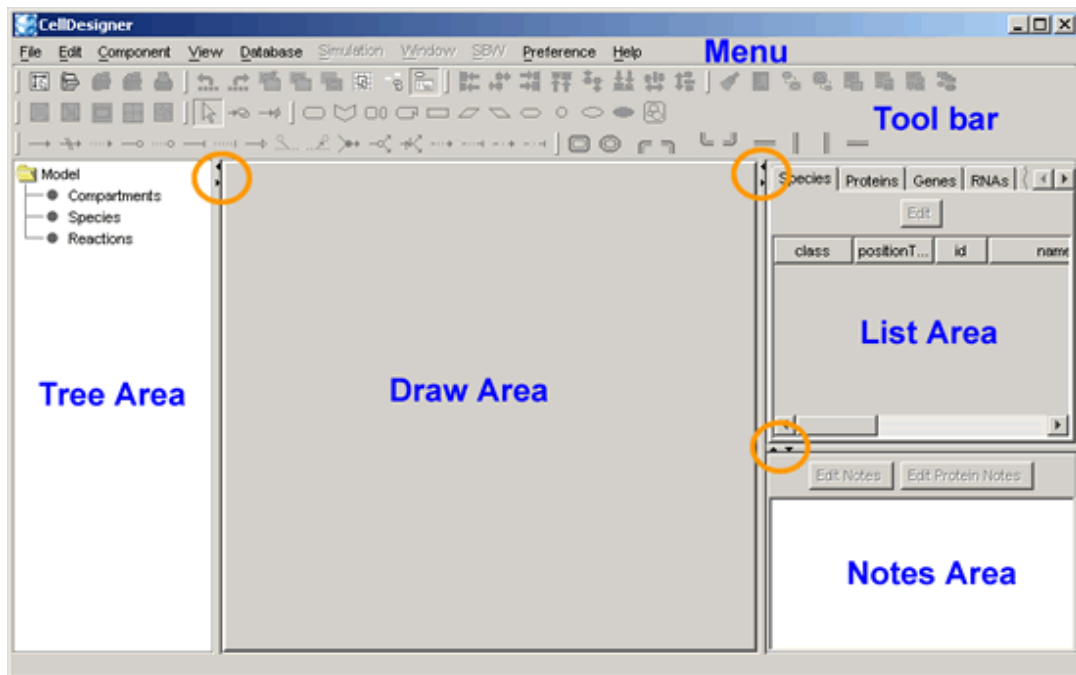 CellDesigner
File Edit Component View Database Simulation Window SBW Preference Help
Menu
Tool bar
Model
Compartments
Species
Reactions
Tree Area
Draw Area
Species Proteins Genes RNAs
Edit
class positionT... id name
List Area
Edit Notes Edit Protein Notes
Notes Area